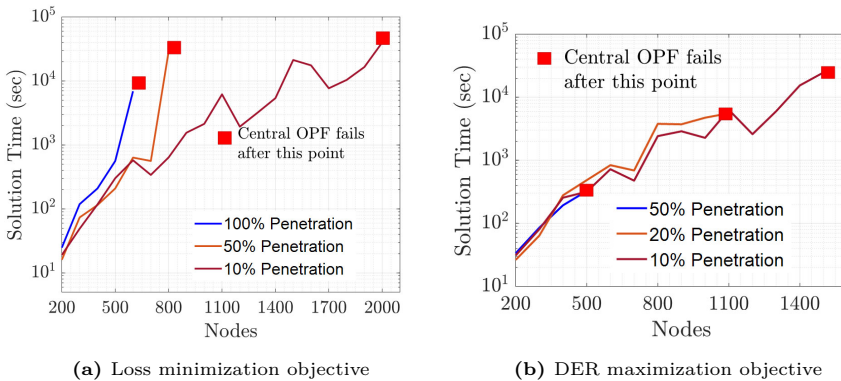 Solution Time (sec)
10^5
10^4
10^3
10^2
10^1
Central OPF fails
after this point
100% Penetration
50% Penetration
10% Penetration
200 500 800 1100 1400 1700 2000
Nodes
(a) Loss minimization objective
Solution Time (sec)
10^5
10^4
10^3
10^2
10^1
Central OPF fails
after this point
50% Penetration
20% Penetration
10% Penetration
200 500 800 1100 1400
Nodes
(b) DER maximization objective